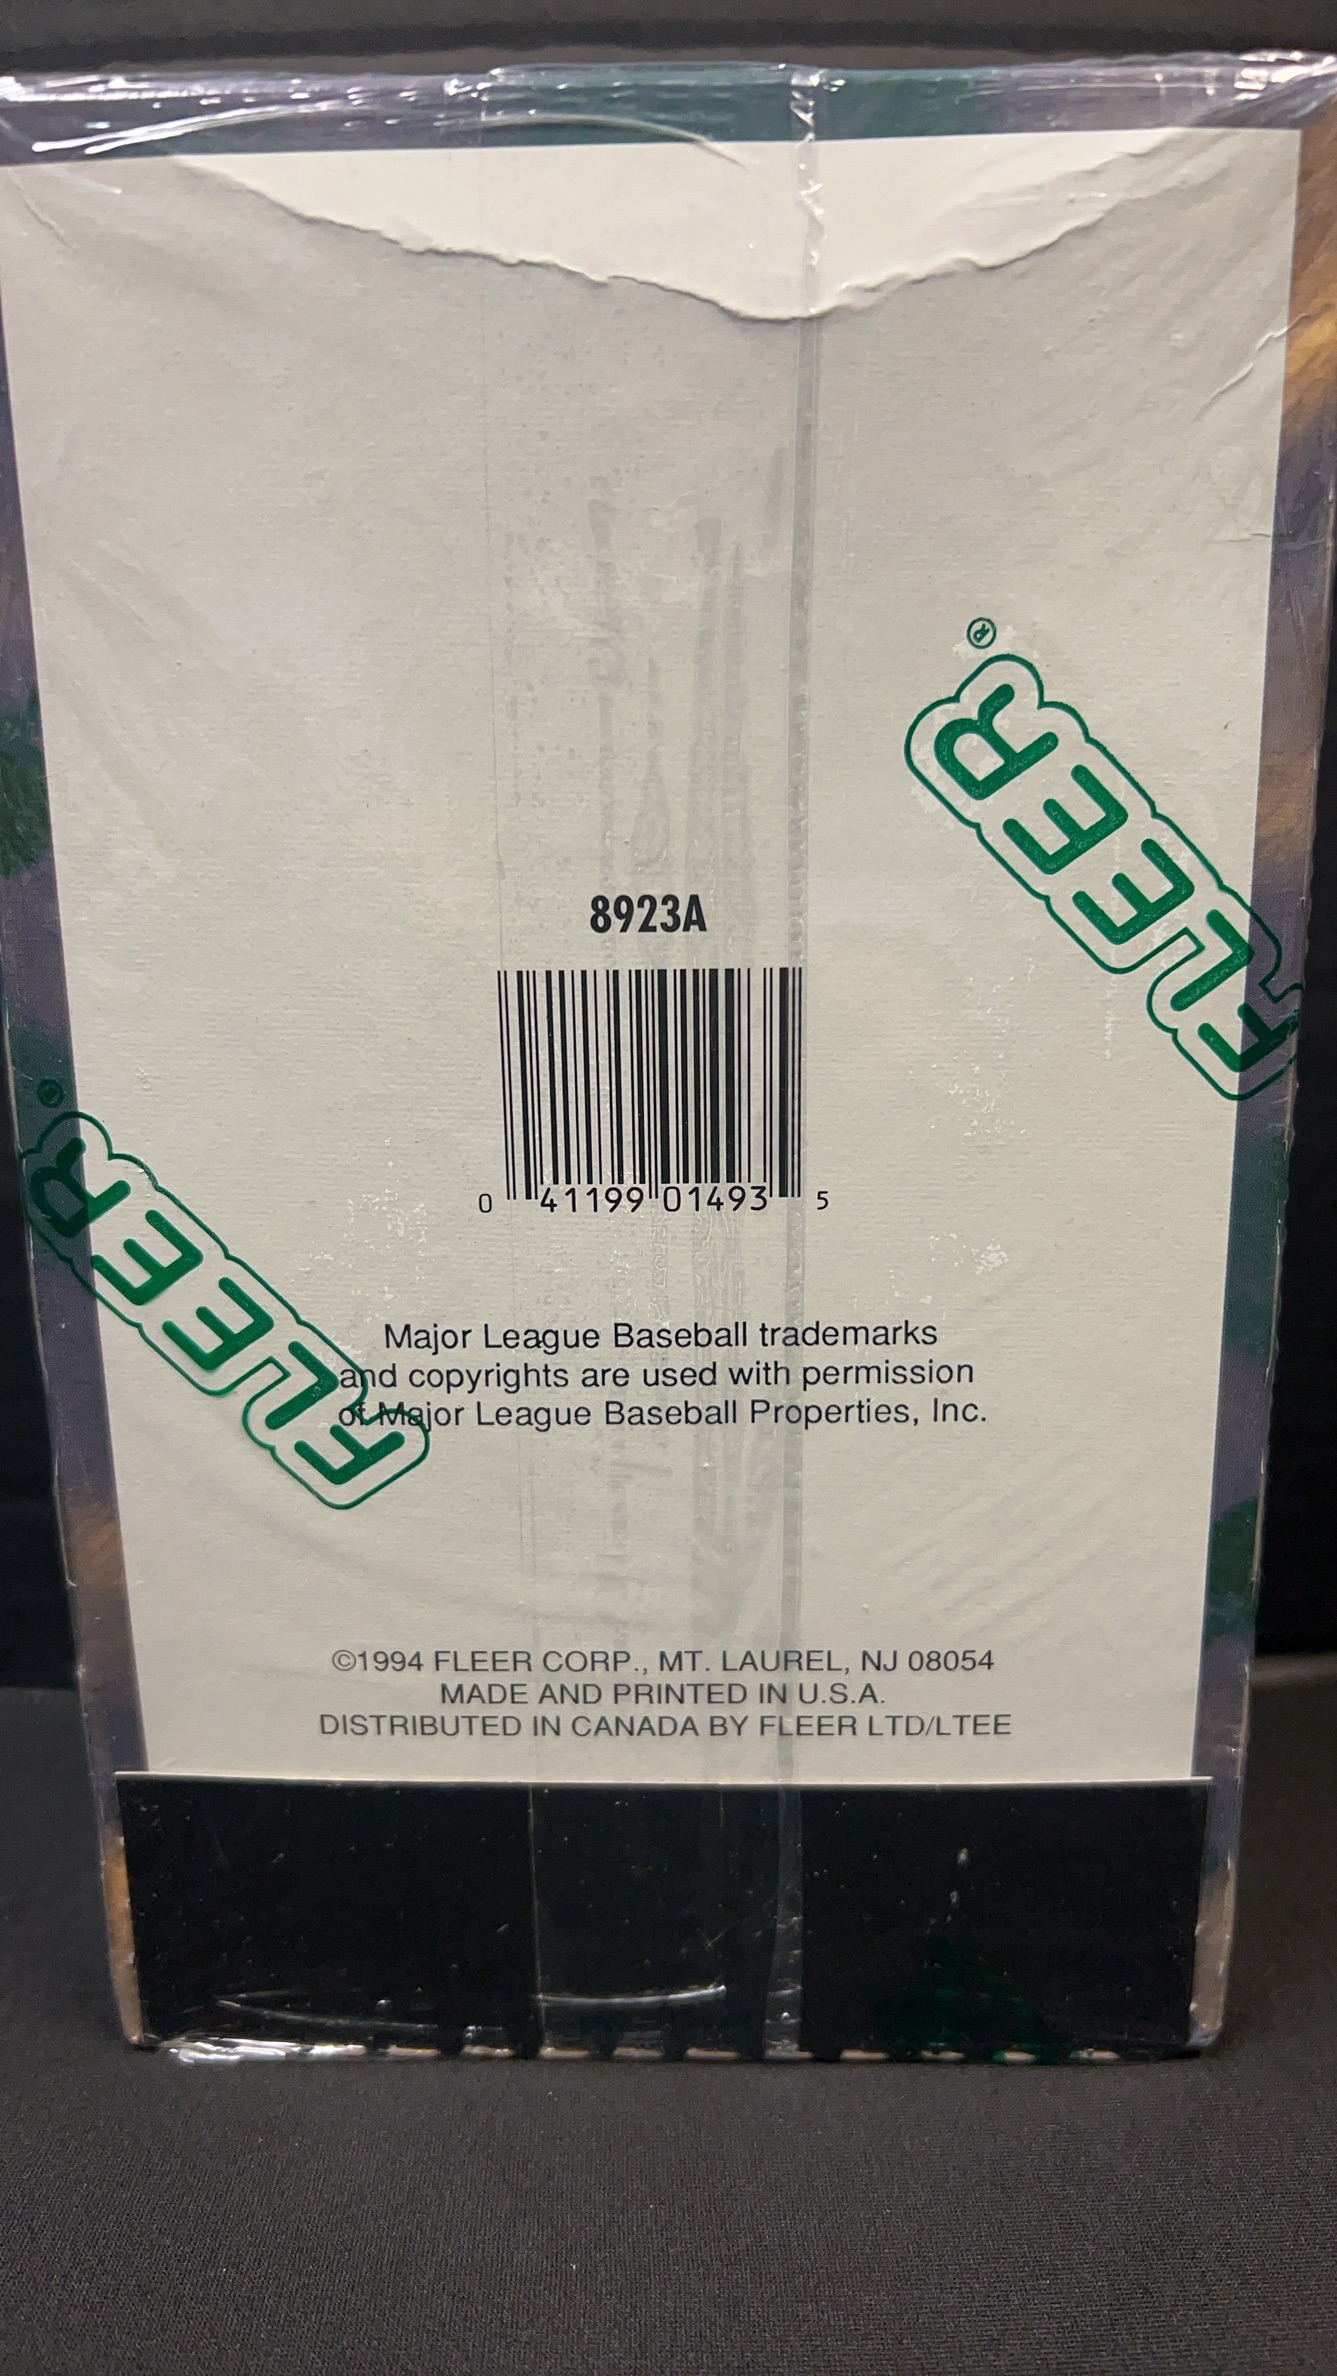 FLEER®
8923A
0 41199 01493 5
FLEER®
Major League Baseball trademarks
and copyrights are used with permission
of Major League Baseball Properties, Inc.
©1994 FLEER CORP., MT. LAUREL, NJ 08054
MADE AND PRINTED IN U.S.A.
DISTRIBUTED IN CANADA BY FLEER LTD/LTEE